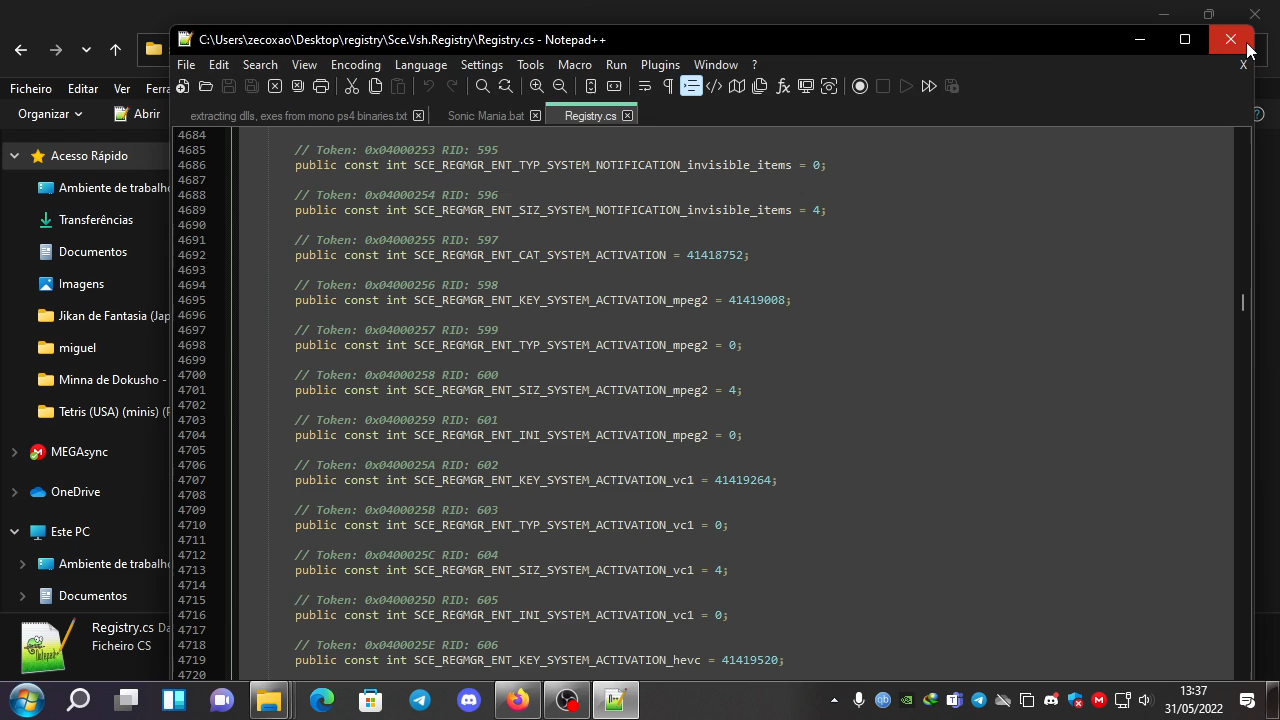 C:\Users\zecoxao\Desktop\registry\Sce.Vsh.Registry\Registry.cs - Notepad++
File Edit Search View Encoding Language Settings Tools Macro Run Plugins Window ? X
Ficheiro Editar Ver Ferra
Organizar Abrir
extracting dlls, exes from mono ps4 binaries.txt Sonic Mania.bat Registry.cs
Acesso Rápido
Ambiente de trabalh
Transferências
Documentos
Imagens
Jikan de Fantasia (Jap
miguel
Minna de Dokusho -
Tetris (USA) (minis) (P
MEGAsync
OneDrive
Este PC
Ambiente de trabalh
Documentos
Registry.cs Da
Ficheiro CS
4684
4685 // Token: 0x04000253 RID: 595
4686 public const int SCE_REGMGR_ENT_TYP_SYSTEM_NOTIFICATION_invisible_items = 0;
4687
4688 // Token: 0x04000254 RID: 596
4689 public const int SCE_REGMGR_ENT_SIZ_SYSTEM_NOTIFICATION_invisible_items = 4;
4690
4691 // Token: 0x04000255 RID: 597
4692 public const int SCE_REGMGR_ENT_CAT_SYSTEM_ACTIVATION = 41418752;
4693
4694 // Token: 0x04000256 RID: 598
4695 public const int SCE_REGMGR_ENT_KEY_SYSTEM_ACTIVATION_mpeg2 = 41419008;
4696
4697 // Token: 0x04000257 RID: 599
4698 public const int SCE_REGMGR_ENT_TYP_SYSTEM_ACTIVATION_mpeg2 = 0;
4699
4700 // Token: 0x04000258 RID: 600
4701 public const int SCE_REGMGR_ENT_SIZ_SYSTEM_ACTIVATION_mpeg2 = 4;
4702
4703 // Token: 0x04000259 RID: 601
4704 public const int SCE_REGMGR_ENT_INI_SYSTEM_ACTIVATION_mpeg2 = 0;
4705
4706 // Token: 0x0400025A RID: 602
4707 public const int SCE_REGMGR_ENT_KEY_SYSTEM_ACTIVATION_vc1 = 41419264;
4708
4709 // Token: 0x0400025B RID: 603
4710 public const int SCE_REGMGR_ENT_TYP_SYSTEM_ACTIVATION_vc1 = 0;
4711
4712 // Token: 0x0400025C RID: 604
4713 public const int SCE_REGMGR_ENT_SIZ_SYSTEM_ACTIVATION_vc1 = 4;
4714
4715 // Token: 0x0400025D RID: 605
4716 public const int SCE_REGMGR_ENT_INI_SYSTEM_ACTIVATION_vc1 = 0;
4717
4718 // Token: 0x0400025E RID: 606
4719 public const int SCE_REGMGR_ENT_KEY_SYSTEM_ACTIVATION_hevc = 41419520;
4720
13:37
31/05/2022